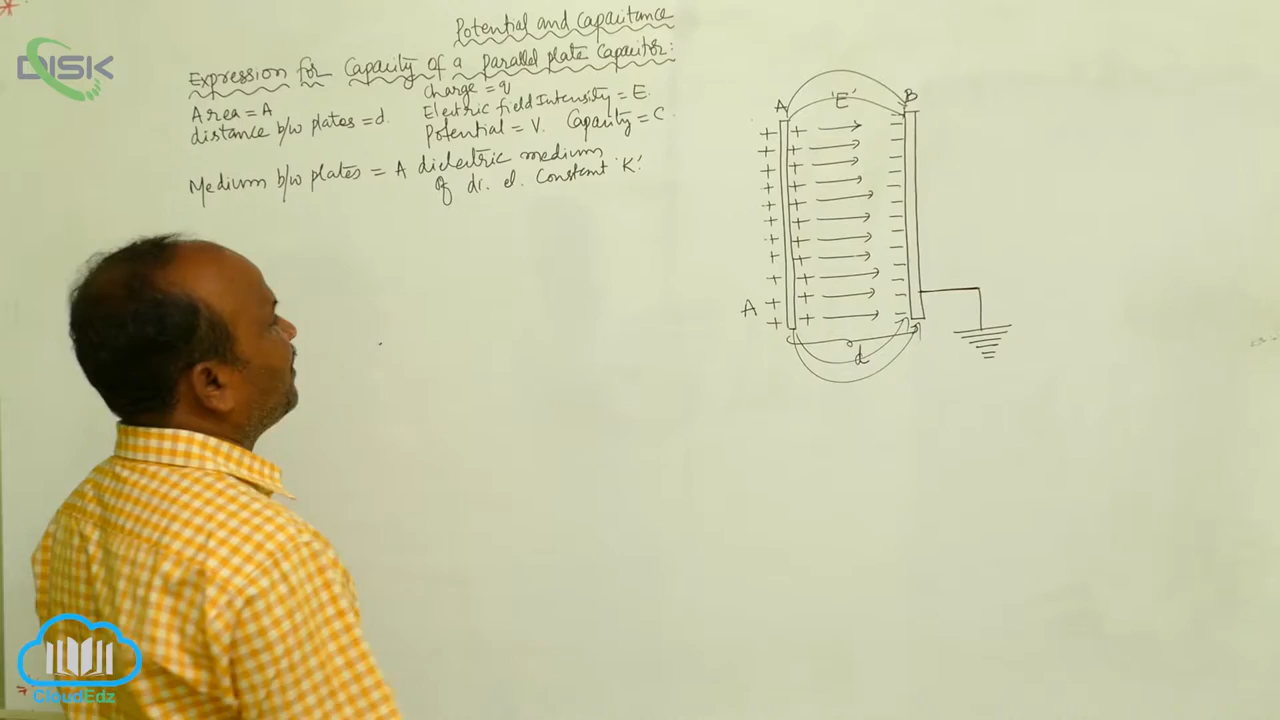 DISK
Potential and Capacitance
Expression for Capacity of a parallel plate Capacitor:
Area = A
charge = q
distance b/w plates = d.
Electric field Intensity = E.
Potential = V. Capacity = C.
Medium b/w plates = A dielectric medium
of di. el. Constant 'K'.
A 'E' B
A
d
CloudEdz